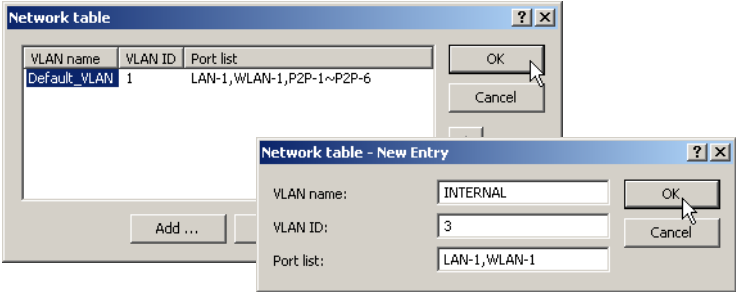 Network table
VLAN name VLAN ID Port list
Default_VLAN 1 LAN-1,WLAN-1,P2P-1~P2P-6
OK
Cancel
Add ...
Network table - New Entry
VLAN name: INTERNAL
VLAN ID: 3
Port list: LAN-1,WLAN-1
OK
Cancel